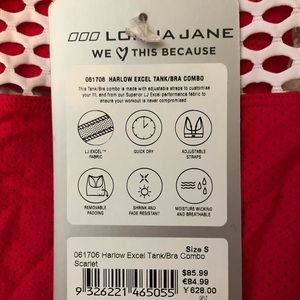 LORNA JANE
WE THIS BECAUSE
061706 HARLOW EXCEL TANK/BRA COMBO
This Tank/Bra combo is made with adjustable straps to customise
your fit, and from our Superior LJ Excel performance fabric to
ensure your workout is never compromised
LJ EXCEL™
FABRIC
QUICK DRY
ADJUSTABLE
STRAPS
REMOVABLE
PADDING
SHRINK AND
FADE RESISTANT
MOISTURE WICKING
AND BREATHABLE
Size S
061706 Harlow Excel Tank/Bra Combo
Scarlet
$85.99
€84.99
Y 628.00
9 326221 465055